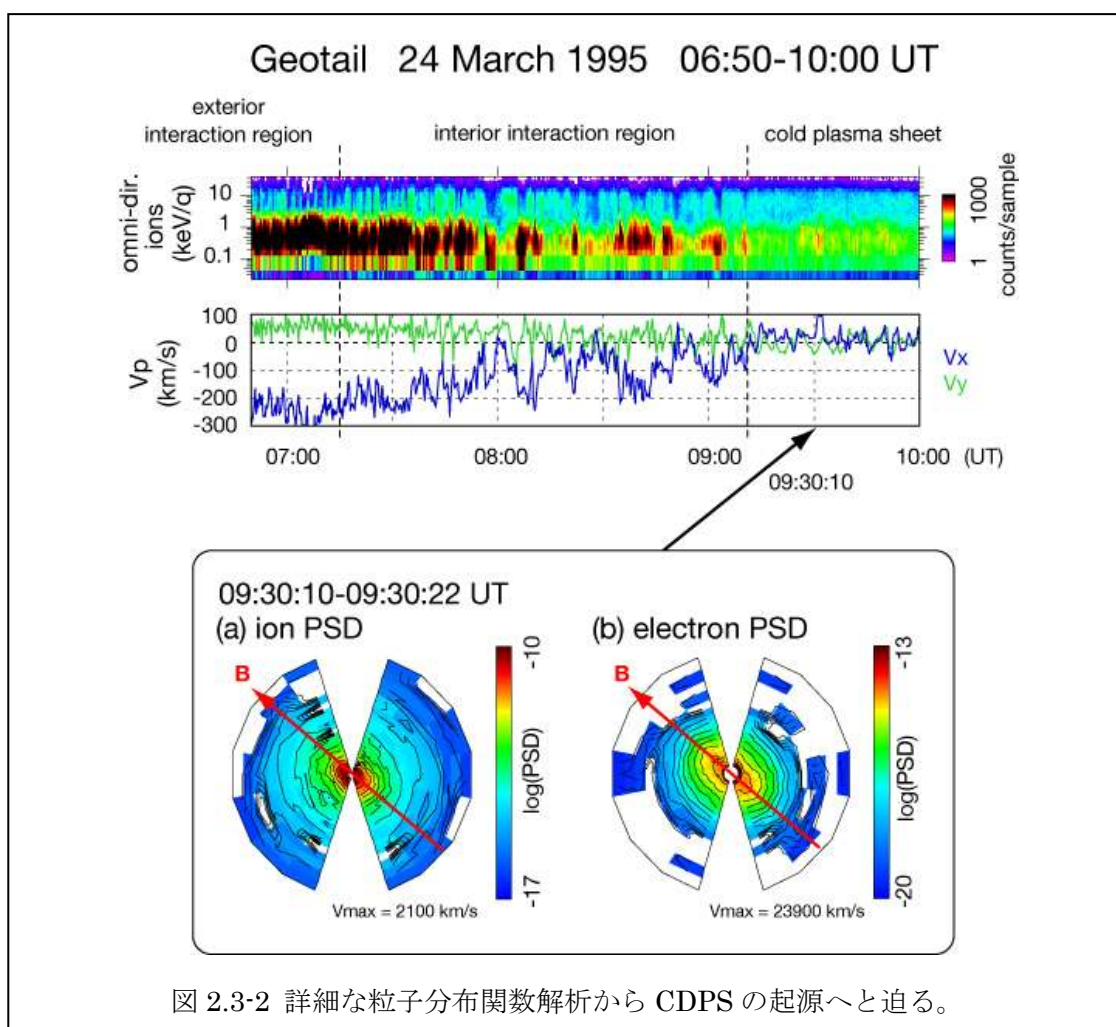 Geotail 24 March 1995 06:50-10:00 UT
exterior
interaction region
interior interaction region
cold plasma sheet
omni-dir.
ions
(keV/q)
10
1
0.1
1000
1
counts/sample
Vp
(km/s)
100
0
-100
-200
-300
Vx
Vy
07:00
08:00
09:00
10:00 (UT)
09:30:10
09:30:10-09:30:22 UT
(a) ion PSD
(b) electron PSD
B
-10
log(PSD)
-17
Vmax = 2100 km/s
B
-13
log(PSD)
-20
Vmax = 23900 km/s
図 2.3-2 詳細な粒子分布関数解析から CDPS の起源へと迫る。